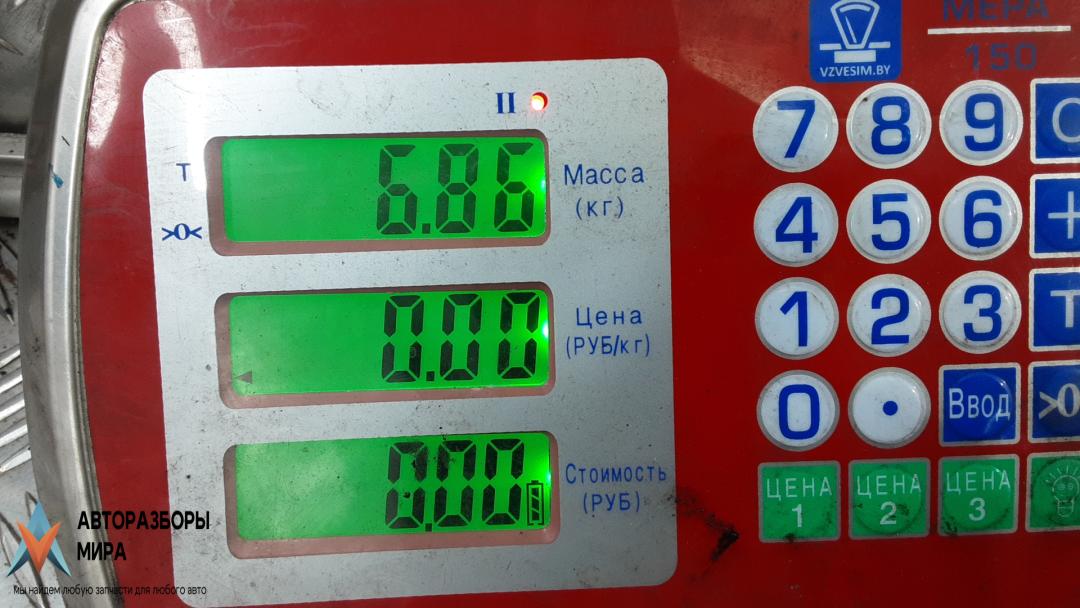 МЕРА
150
VZVESIM.BY
II
T
>0<
6.86
Масса
(кг)
0.00
Цена
(РУБ/кг)
0.00
Стоимость
(РУБ)
7 8 9 C
4 5 6 +
1 2 3 T
0 . Ввод >0
ЦЕНА 1
ЦЕНА 2
ЦЕНА 3
АВТОРАЗБОРЫ
МИРА
Мы найдем любую запчасти для любого авто